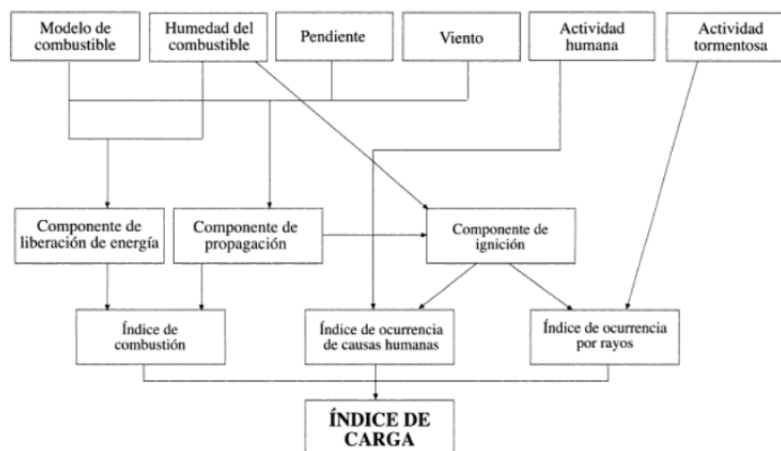 Modelo de
combustible
Humedad del
combustible
Pendiente
Viento
Actividad
humana
Actividad
tormentosa
Componente de
liberación de energía
Componente de
propagación
Componente de
ignición
Índice de
combustión
Índice de ocurrencia
de causas humanas
Índice de ocurrencia
por rayos
ÍNDICE DE
CARGA